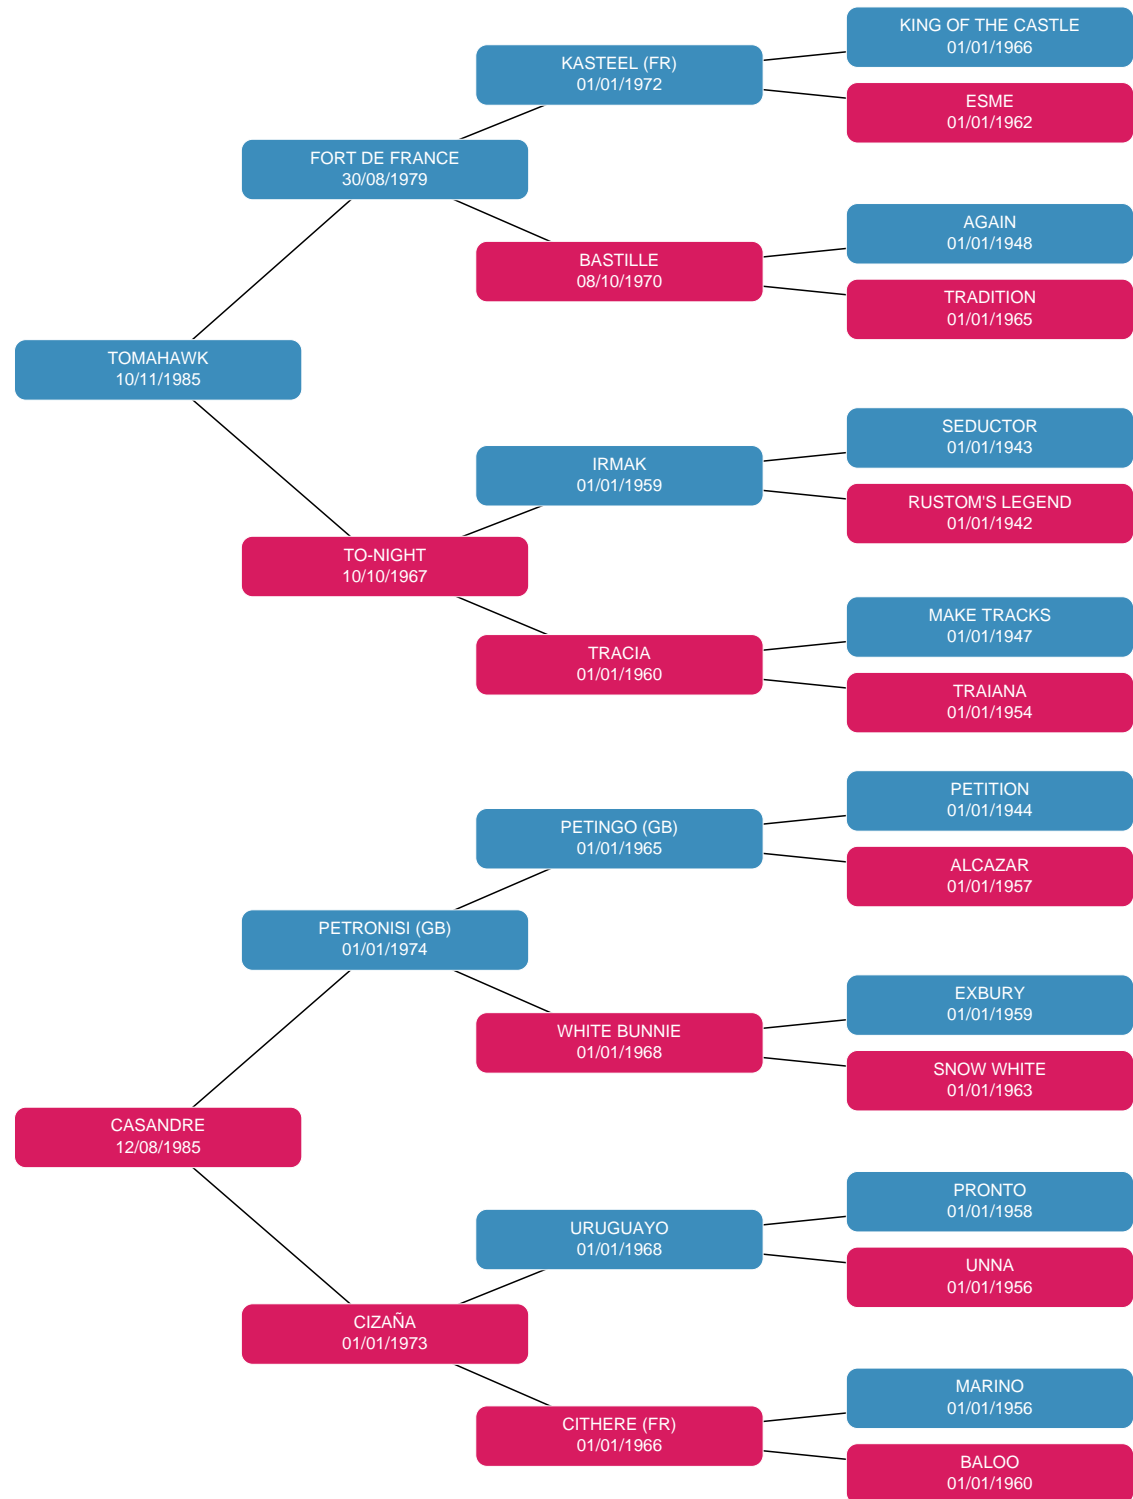 KING OF THE CASTLE
01/01/1966
KASTEEL (FR)
01/01/1972
ESME
01/01/1962
FORT DE FRANCE
30/08/1979
AGAIN
01/01/1948
BASTILLE
08/10/1970
TRADITION
01/01/1965
TOMAHAWK
10/11/1985
SEDUCTOR
01/01/1943
IRMAK
01/01/1959
RUSTOM'S LEGEND
01/01/1942
TO-NIGHT
10/10/1967
MAKE TRACKS
01/01/1947
TRACIA
01/01/1960
TRAIANA
01/01/1954
PETITION
01/01/1944
PETINGO (GB)
01/01/1965
ALCAZAR
01/01/1957
PETRONISI (GB)
01/01/1974
EXBURY
01/01/1959
WHITE BUNNIE
01/01/1968
SNOW WHITE
01/01/1963
CASANDRE
12/08/1985
PRONTO
01/01/1958
URUGUAYO
01/01/1968
UNNA
01/01/1956
CIZAÑA
01/01/1973
MARINO
01/01/1956
CITHERE (FR)
01/01/1966
BALOO
01/01/1960